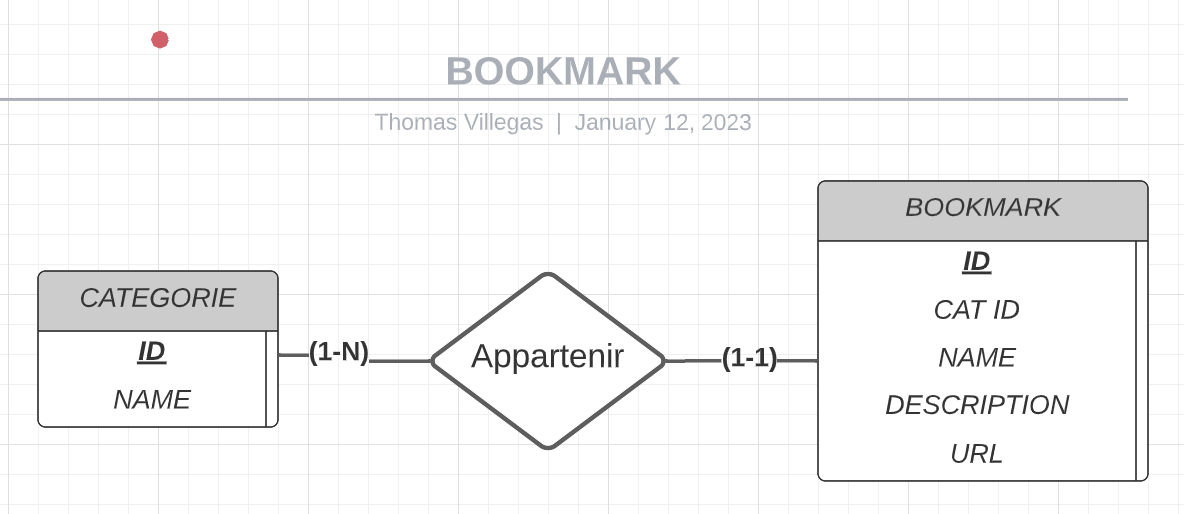 BOOKMARK
Thomas Villegas | January 12, 2023
CATEGORIE
ID
NAME
(1-N)
Appartenir
(1-1)
BOOKMARK
ID
CAT ID
NAME
DESCRIPTION
URL